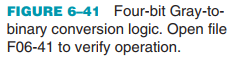 FIGURE 6–41 Four-bit Gray-to-
binary conversion logic. Open file
F06-41 to verify operation.